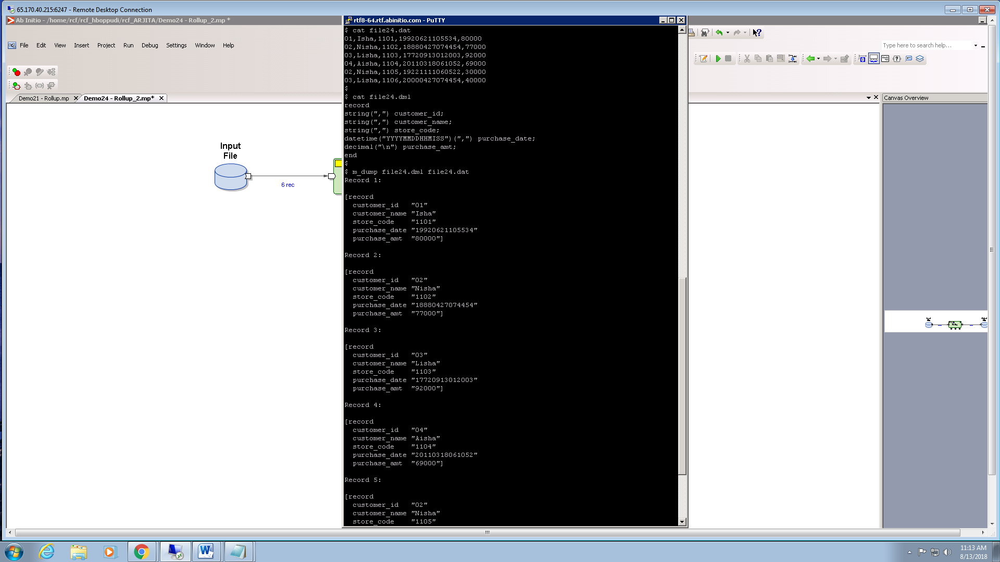 65.170.40.215:6247 - Remote Desktop Connection
Ab Initio - /home/rcf/rcf_hboppudi/rcf_ARJITA/Demo24 - Rollup_2.mp *
File Edit View Insert Project Run Debug Settings Window Help
Type here to search help...
Demo21 - Rollup.mp
Demo24 - Rollup_2.mp*
Canvas Overview
Input
File
6 rec
rtf8-64.rtf.abinitio.com - PuTTY
$ cat file24.dat
01,Isha,1101,19920621105534,80000
02,Nisha,1102,18880427074454,77000
03,Lisha,1103,17720913012003,92000
04,Aisha,1104,20110318061052,69000
02,Nisha,1105,19221111060522,30000
03,Lisha,1106,20000427074454,40000
$
$ cat file24.dml
record
string(",") customer_id;
string(",") customer_name;
string(",") store_code;
datetime("YYYYMMDDHHMISS")(",") purchase_date;
decimal("\n") purchase_amt;
end
$
$ m_dump file24.dml file24.dat
Record 1:
[record
customer_id "01"
customer_name "Isha"
store_code "1101"
purchase_date "19920621105534"
purchase_amt "80000"]
Record 2:
[record
customer_id "02"
customer_name "Nisha"
store_code "1102"
purchase_date "18880427074454"
purchase_amt "77000"]
Record 3:
[record
customer_id "03"
customer_name "Lisha"
store_code "1103"
purchase_date "17720913012003"
purchase_amt "92000"]
Record 4:
[record
customer_id "04"
customer_name "Aisha"
store_code "1104"
purchase_date "20110318061052"
purchase_amt "69000"]
Record 5:
[record
customer_id "02"
customer_name "Nisha"
store_code "1105"
11:13 AM
8/13/2018